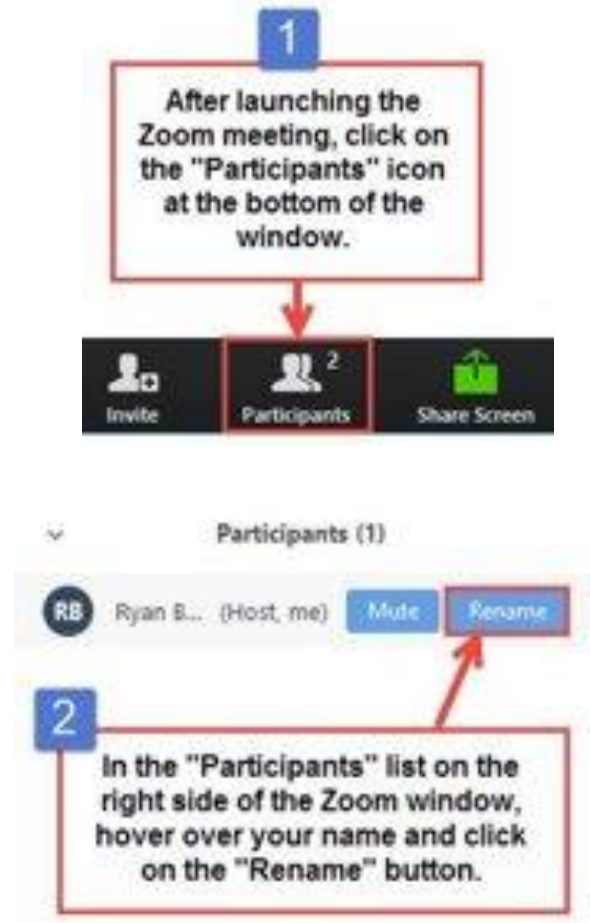 1
After launching the
Zoom meeting, click on
the "Participants" icon
at the bottom of the
window.
2
Invite
Participants
Share Screen
Participants (1)
RB
Ryan B... (Host, me)
Mute
Rename
2
In the "Participants" list on the
right side of the Zoom window,
hover over your name and click
on the "Rename" button.